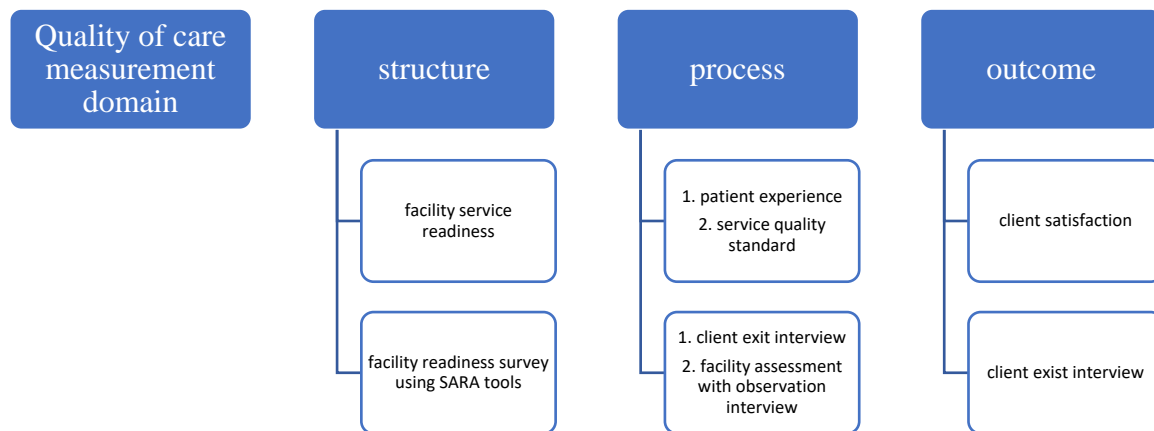 Quality of care
measurement
domain
structure
process
outcome
facility service
readiness
1. patient experience
2. service quality
standard
client satisfaction
facility readiness survey
using SARA tools
1. client exit interview
2. facility assessment
with observation
interview
client exist interview